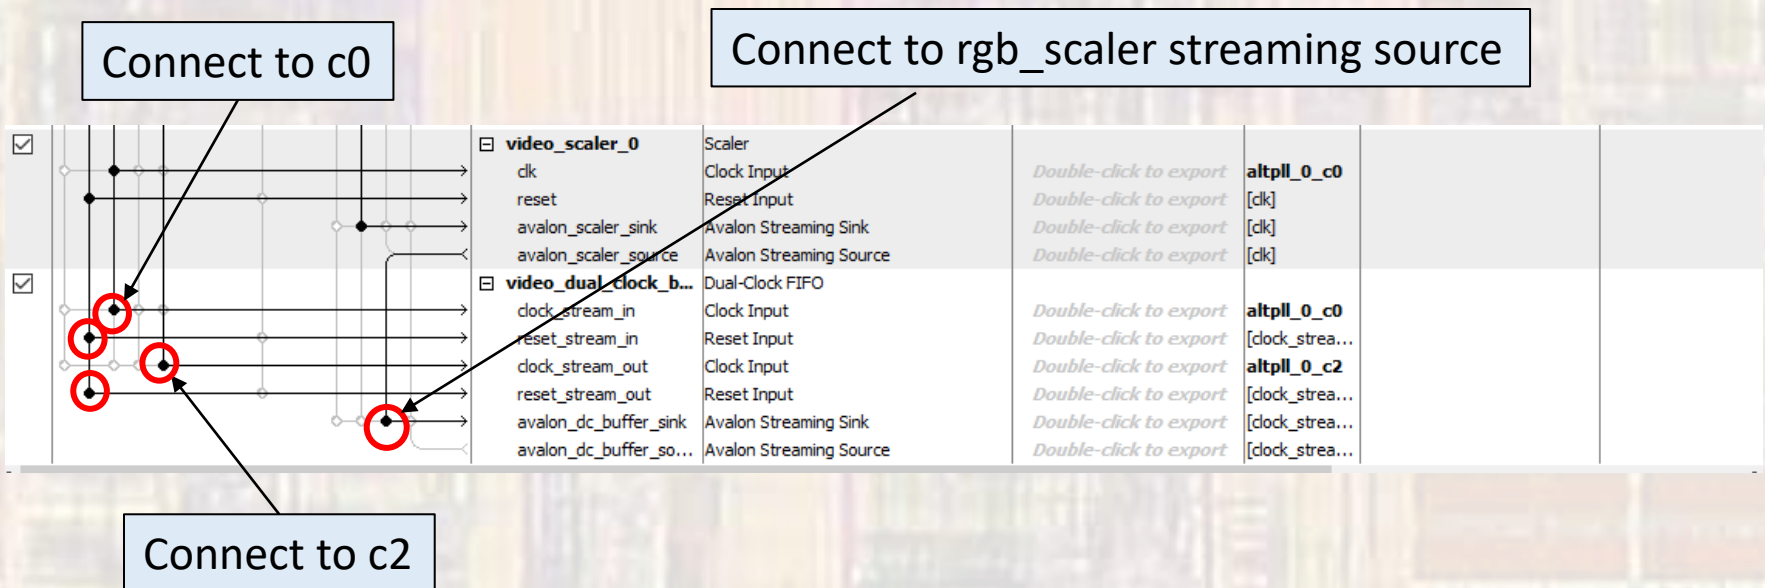 Connect to c0
Connect to rgb_scaler streaming source
video_scaler_0 Scaler
clk Clock Input Double-click to export altpll_0_c0
reset Reset Input Double-click to export [clk]
avalon_scaler_sink Avalon Streaming Sink Double-click to export [clk]
avalon_scaler_source Avalon Streaming Source Double-click to export [clk]
video_dual_clock_b... Dual-Clock FIFO
clock_stream_in Clock Input Double-click to export altpll_0_c0
reset_stream_in Reset Input Double-click to export [clock_strea...
clock_stream_out Clock Input Double-click to export altpll_0_c2
reset_stream_out Reset Input Double-click to export [clock_strea...
avalon_dc_buffer_sink Avalon Streaming Sink Double-click to export [clock_strea...
avalon_dc_buffer_so... Avalon Streaming Source Double-click to export [clock_strea...
Connect to c2